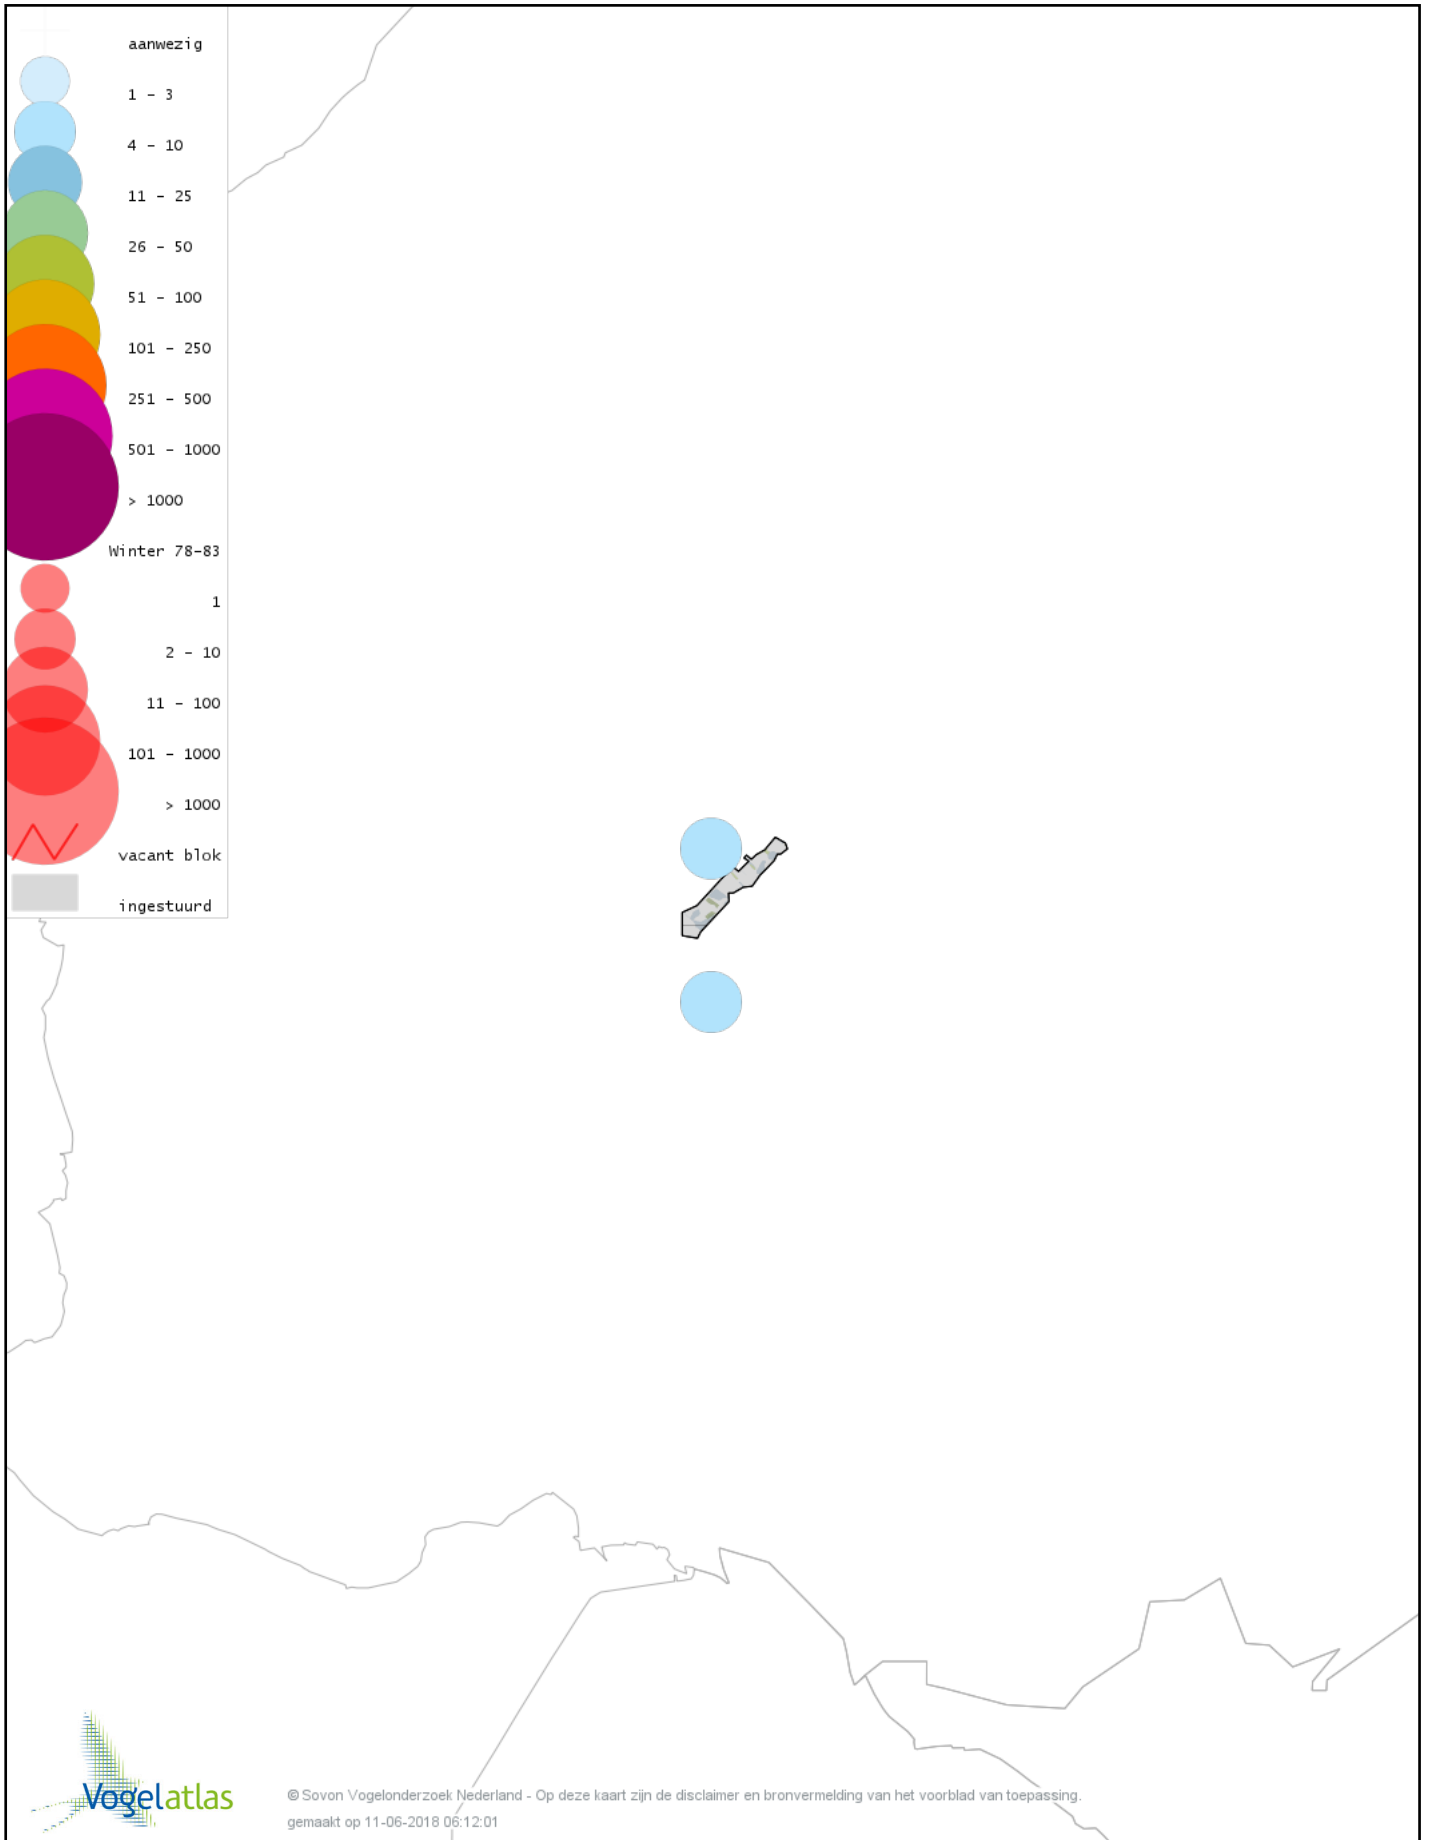 aanwezig
1 - 3
4 - 10
11 - 25
26 - 50
51 - 100
101 - 250
251 - 500
501 - 1000
> 1000
Winter 78-83
1
2 - 10
11 - 100
101 - 1000
> 1000
vacant blok
ingestuurd
Vogelatlas
© Sovon Vogelonderzoek Nederland - Op deze kaart zijn de disclaimer en bronvermelding van het voorblad van toepassing.
gemaakt op 11-06-2018 06:12:01